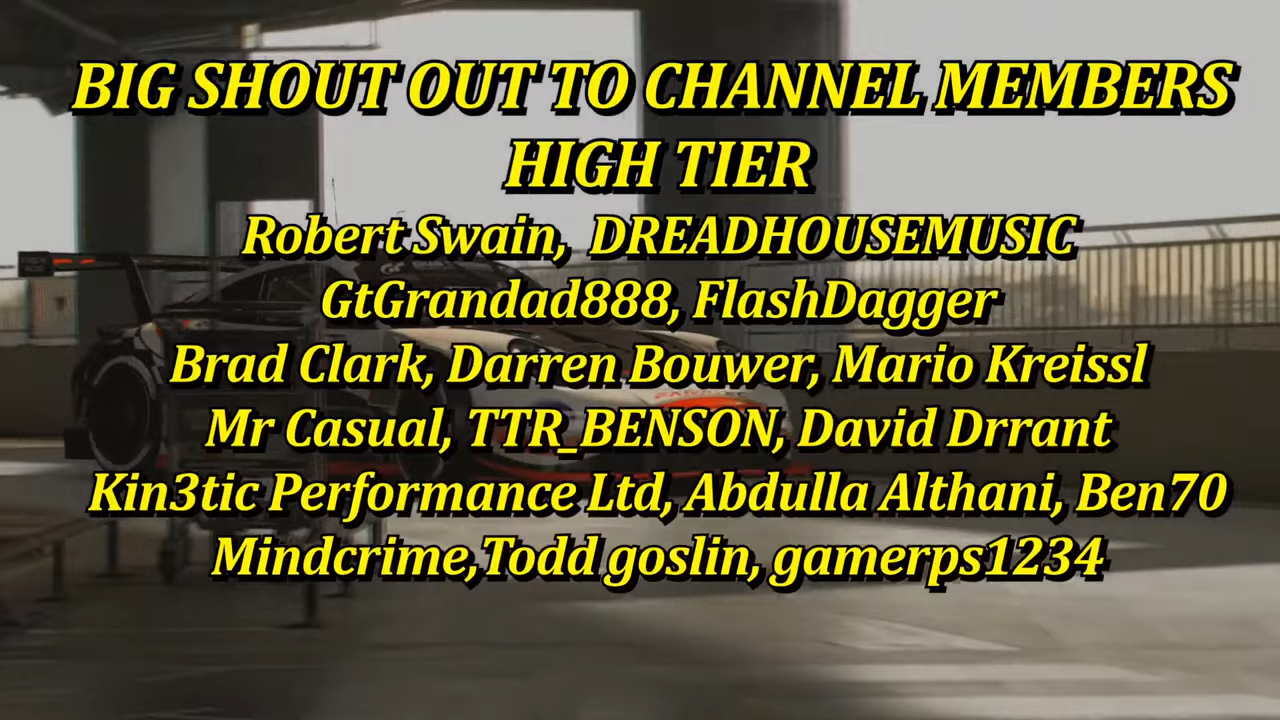 BIG SHOUT OUT TO CHANNEL MEMBERS
HIGH TIER
Robert Swain, DREADHOUSEMUSIC
GtGrandad888, FlashDagger
Brad Clark, Darren Bouwer, Mario Kreissl
Mr Casual, TTR_BENSON, David Drrant
Kin3tic Performance Ltd, Abdulla Althani, Ben70
Mindcrime,Todd goslin, gamerps1234